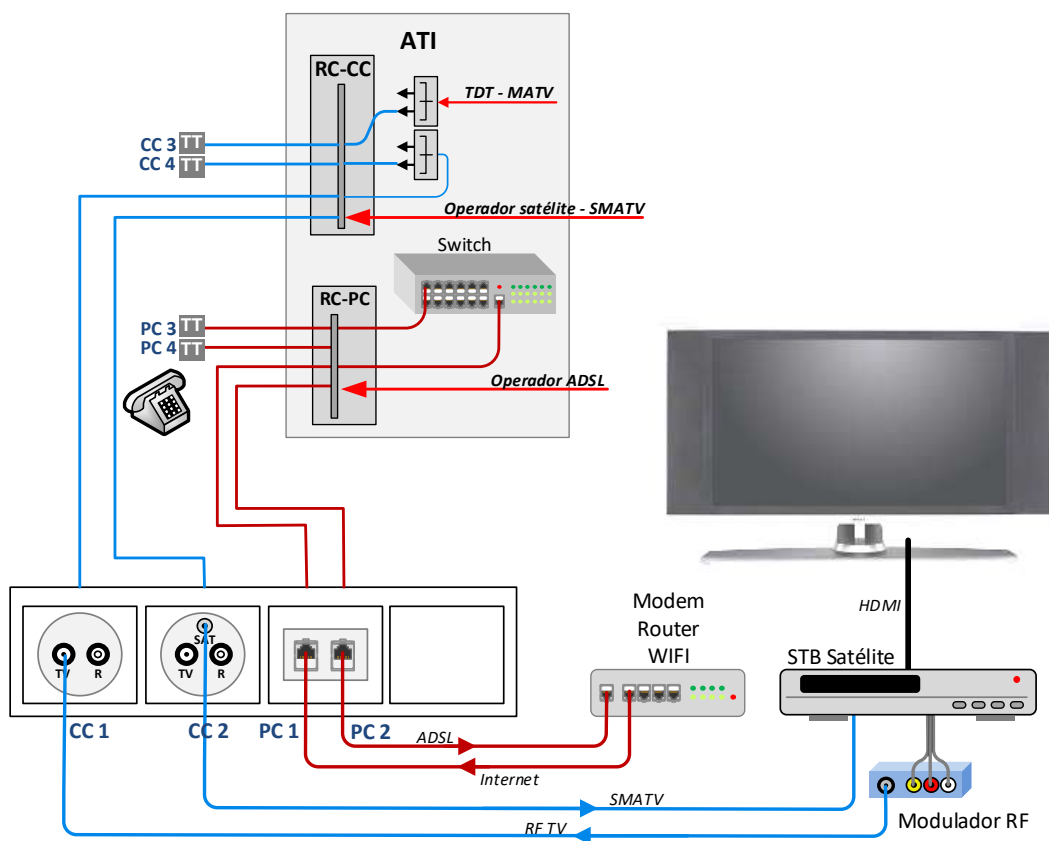 ATI
RC-CC
TDT - MATV
TT
CC 3
TT
CC 4
Operador satélite - SMATV
Switch
RC-PC
PC 3
TT
PC 4
TT
Operador ADSL
HDMI
Modem
Router
WIFI
STB Satélite
SAT
TV
R
TV
R
CC 1
CC 2
PC 1
PC 2
ADSL
Internet
SMATV
RF TV
Modulador RF